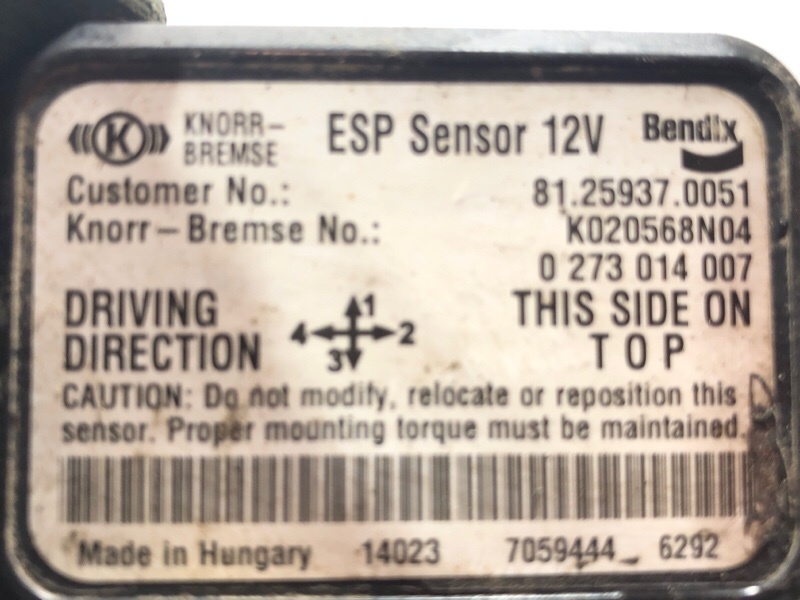 K KNORR-
BREMSE
ESP Sensor 12V
Bendix
Customer No.: 81.25937.0051
Knorr-Bremse No.: K020568N04
0 273 014 007
DRIVING
DIRECTION
1
4 2
3
THIS SIDE ON
TOP
CAUTION: Do not modify, relocate or reposition this
sensor. Proper mounting torque must be maintained.
Made in Hungary 14023 7059444 6292